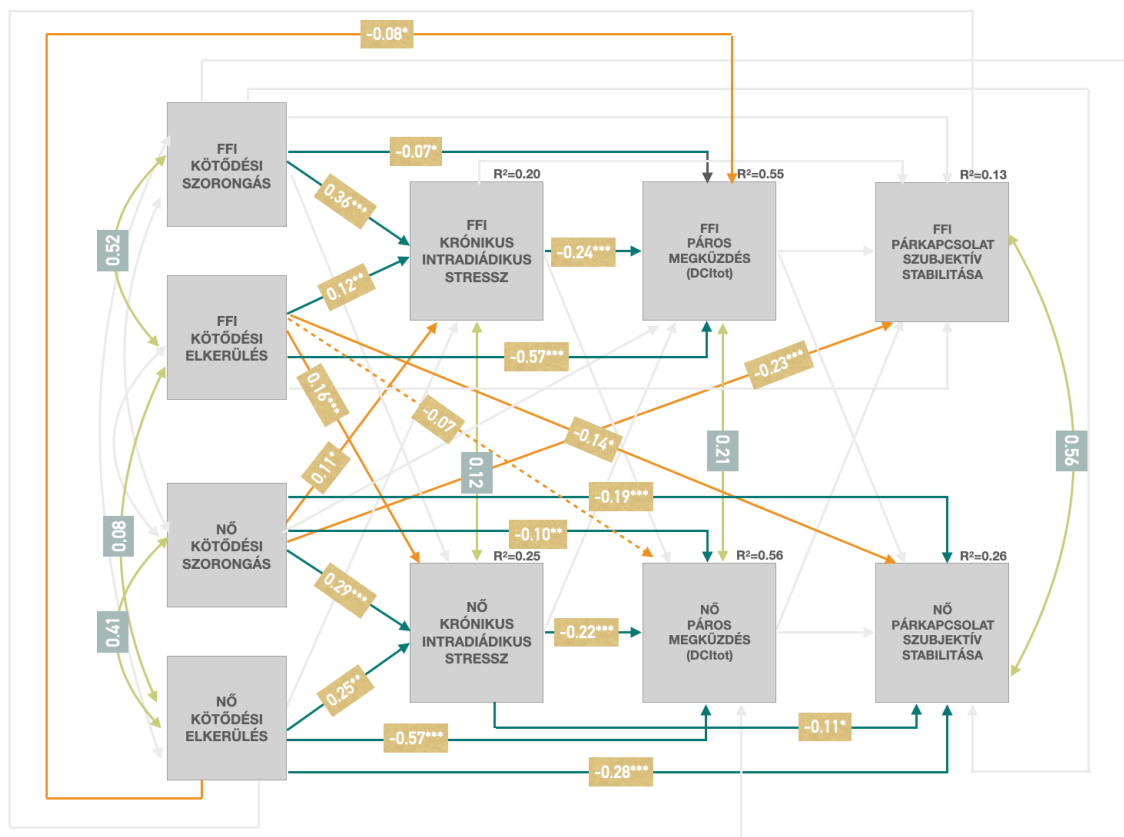 -0.08*
FFI
KÖTŐDÉSI
SZORONGÁS
-0.07*
0.36***
R²=0.20
FFI
KRÓNIKUS
INTRADIÁDIKUS
STRESSZ
R²=0.55
FFI
PÁROS
MEGKÜZDÉS
(DCItot)
R²=0.13
FFI
PÁRKAPCSOLAT
SZUBJEKTÍV
STABILITÁSA
0.52
0.12**
-0.24***
FFI
KÖTŐDÉSI
ELKERÜLÉS
-0.57***
-0.23***
0.16***
-0.07
-0.14*
0.11*
0.12
0.21
0.56
0.08
NŐ
KÖTŐDÉSI
SZORONGÁS
-0.19***
-0.10**
0.29***
R²=0.25
NŐ
KRÓNIKUS
INTRADIÁDIKUS
STRESSZ
R²=0.56
NŐ
PÁROS
MEGKÜZDÉS
(DCItot)
R²=0.26
NŐ
PÁRKAPCSOLAT
SZUBJEKTÍV
STABILITÁSA
0.41
-0.22***
0.25**
NŐ
KÖTŐDÉSI
ELKERÜLÉS
-0.57***
-0.11*
-0.28***